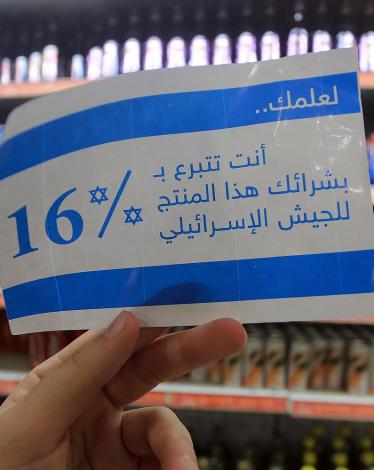 لعلمك..
أنت تتبرع بـ
بشرائك هذا المنتج
للجيش الإسرائيلي
16%